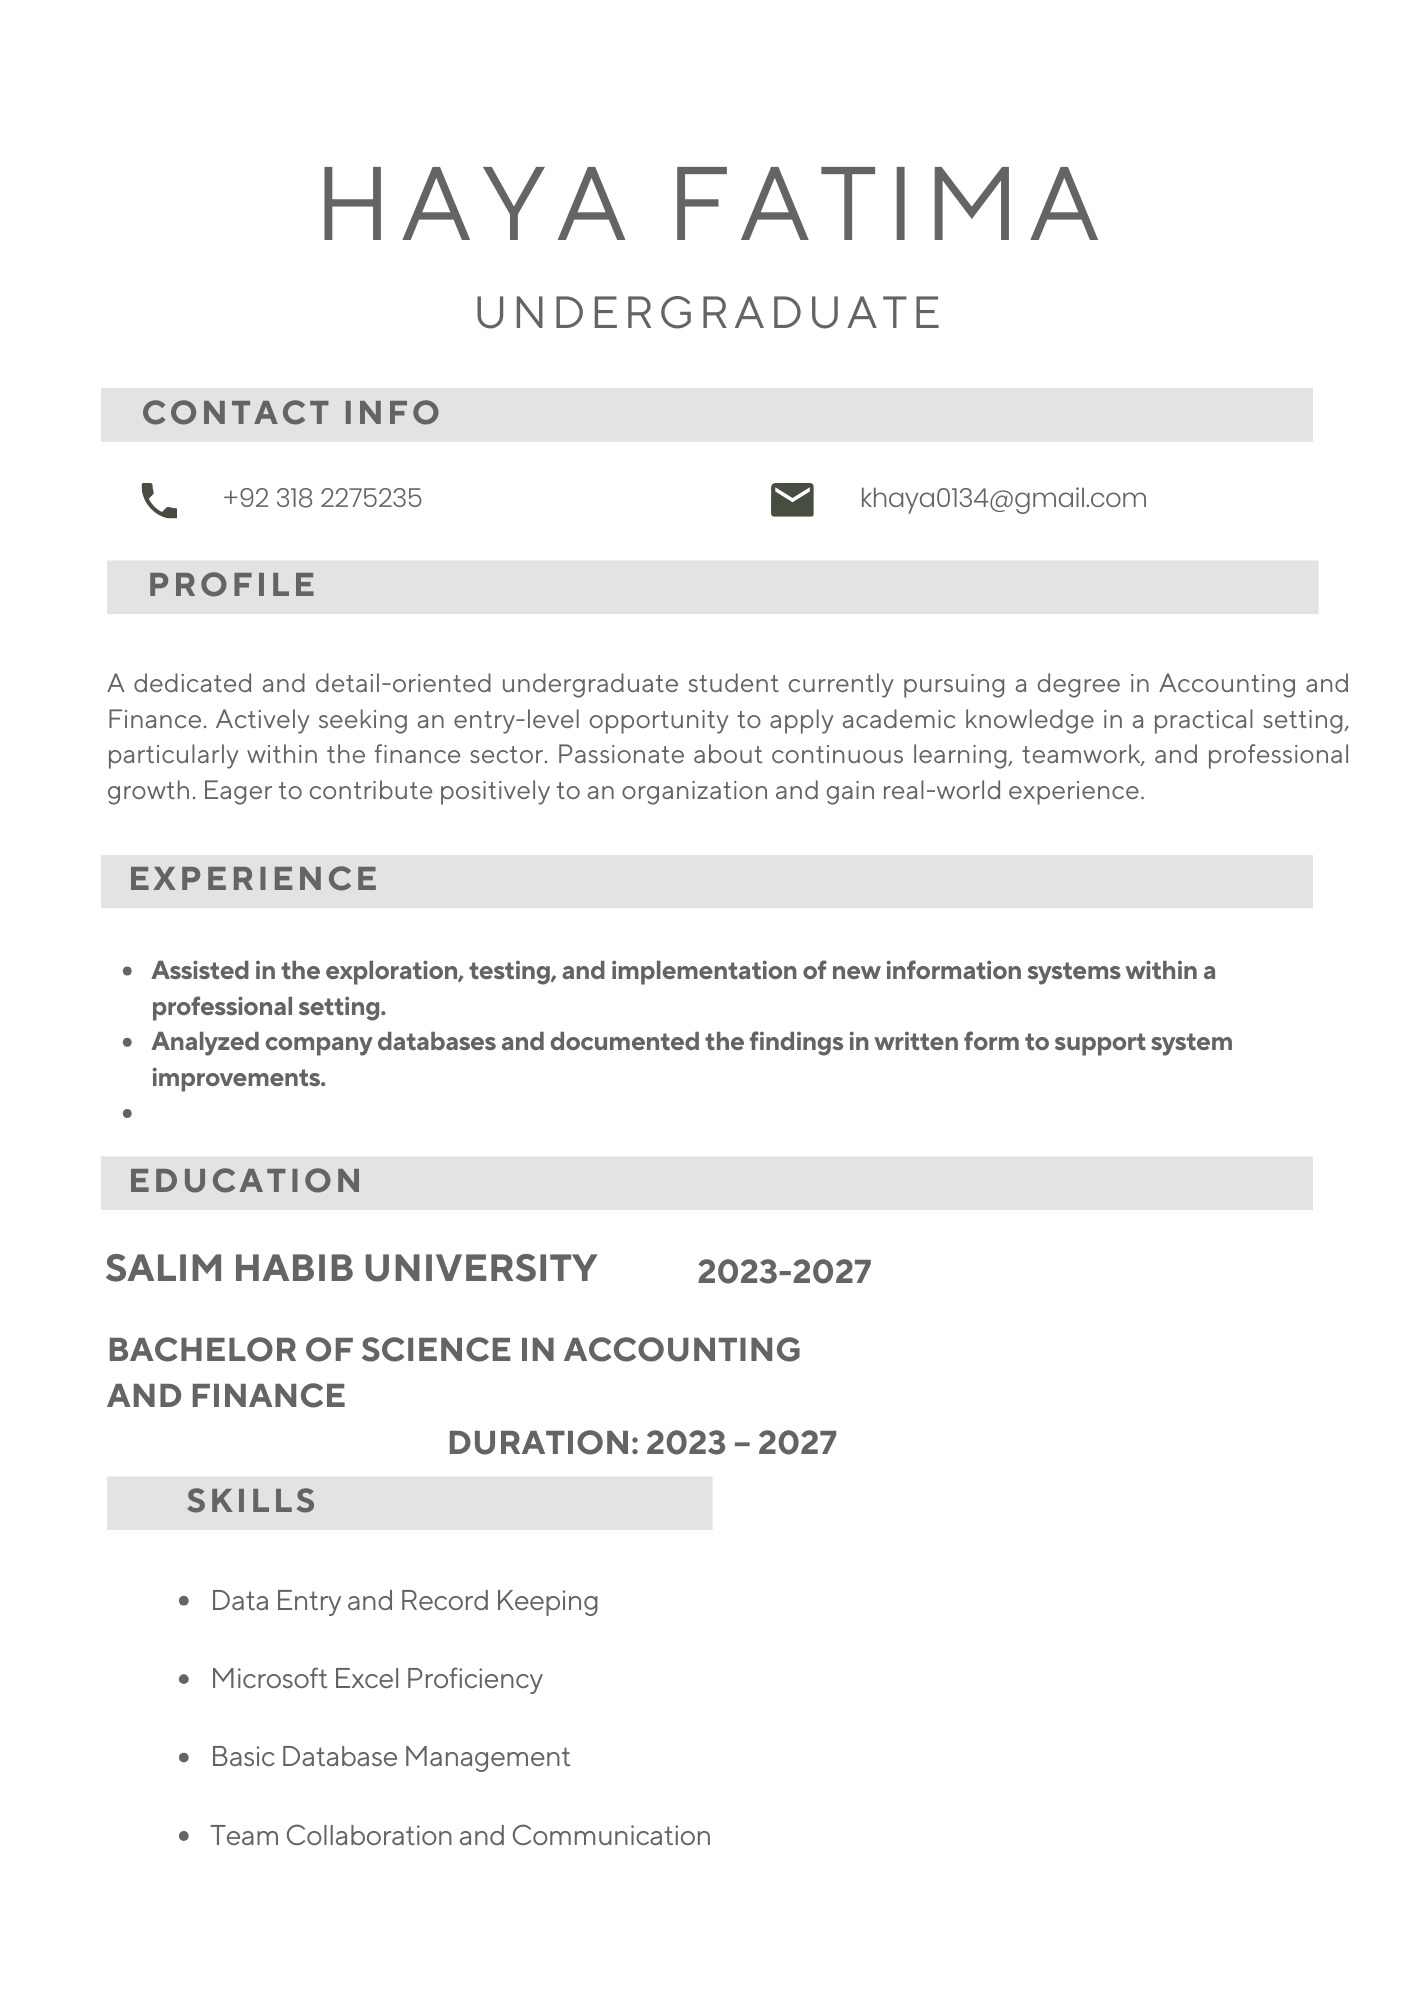 HAYA FATIMA
UNDERGRADUATE
CONTACT INFO
+92 318 2275235
khaya0134@gmail.com
PROFILE
A dedicated and detail-oriented undergraduate student currently pursuing a degree in Accounting and
Finance. Actively seeking an entry-level opportunity to apply academic knowledge in a practical setting,
particularly within the finance sector. Passionate about continuous learning, teamwork, and professional
growth. Eager to contribute positively to an organization and gain real-world experience.
EXPERIENCE
• Assisted in the exploration, testing, and implementation of new information systems within a
professional setting.
• Analyzed company databases and documented the findings in written form to support system
improvements.
•
EDUCATION
SALIM HABIB UNIVERSITY 2023-2027
BACHELOR OF SCIENCE IN ACCOUNTING
AND FINANCE
DURATION: 2023 – 2027
SKILLS
• Data Entry and Record Keeping
• Microsoft Excel Proficiency
• Basic Database Management
• Team Collaboration and Communication